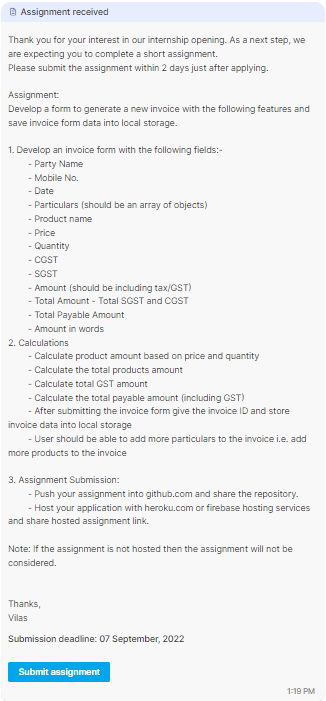 Assignment received
Thank you for your interest in our internship opening. As a next step, we
are expecting you to complete a short assignment.
Please submit the assignment within 2 days just after applying.
Assignment:
Develop a form to generate a new invoice with the following features and
save invoice form data into local storage.
1. Develop an invoice form with the following fields:-
- Party Name
- Mobile No.
- Date
- Particulars (should be an array of objects)
- Product name
- Price
- Quantity
- CGST
- SGST
- Amount (should be including tax/GST)
- Total Amount - Total SGST and CGST
- Total Payable Amount
- Amount in words
2. Calculations
- Calculate product amount based on price and quantity
- Calculate the total products amount
- Calculate total GST amount
- Calculate the total payable amount (including GST)
- After submitting the invoice form give the invoice ID and store
invoice data into local storage
- User should be able to add more particulars to the invoice i.e. add
more products to the invoice
3. Assignment Submission:
- Push your assignment into github.com and share the repository.
- Host your application with heroku.com or firebase hosting services
and share hosted assignment link.
Note: If the assignment is not hosted then the assignment will not be
considered.
Thanks,
Vilas
Submission deadline: 07 September, 2022
Submit assignment
1:19 PM